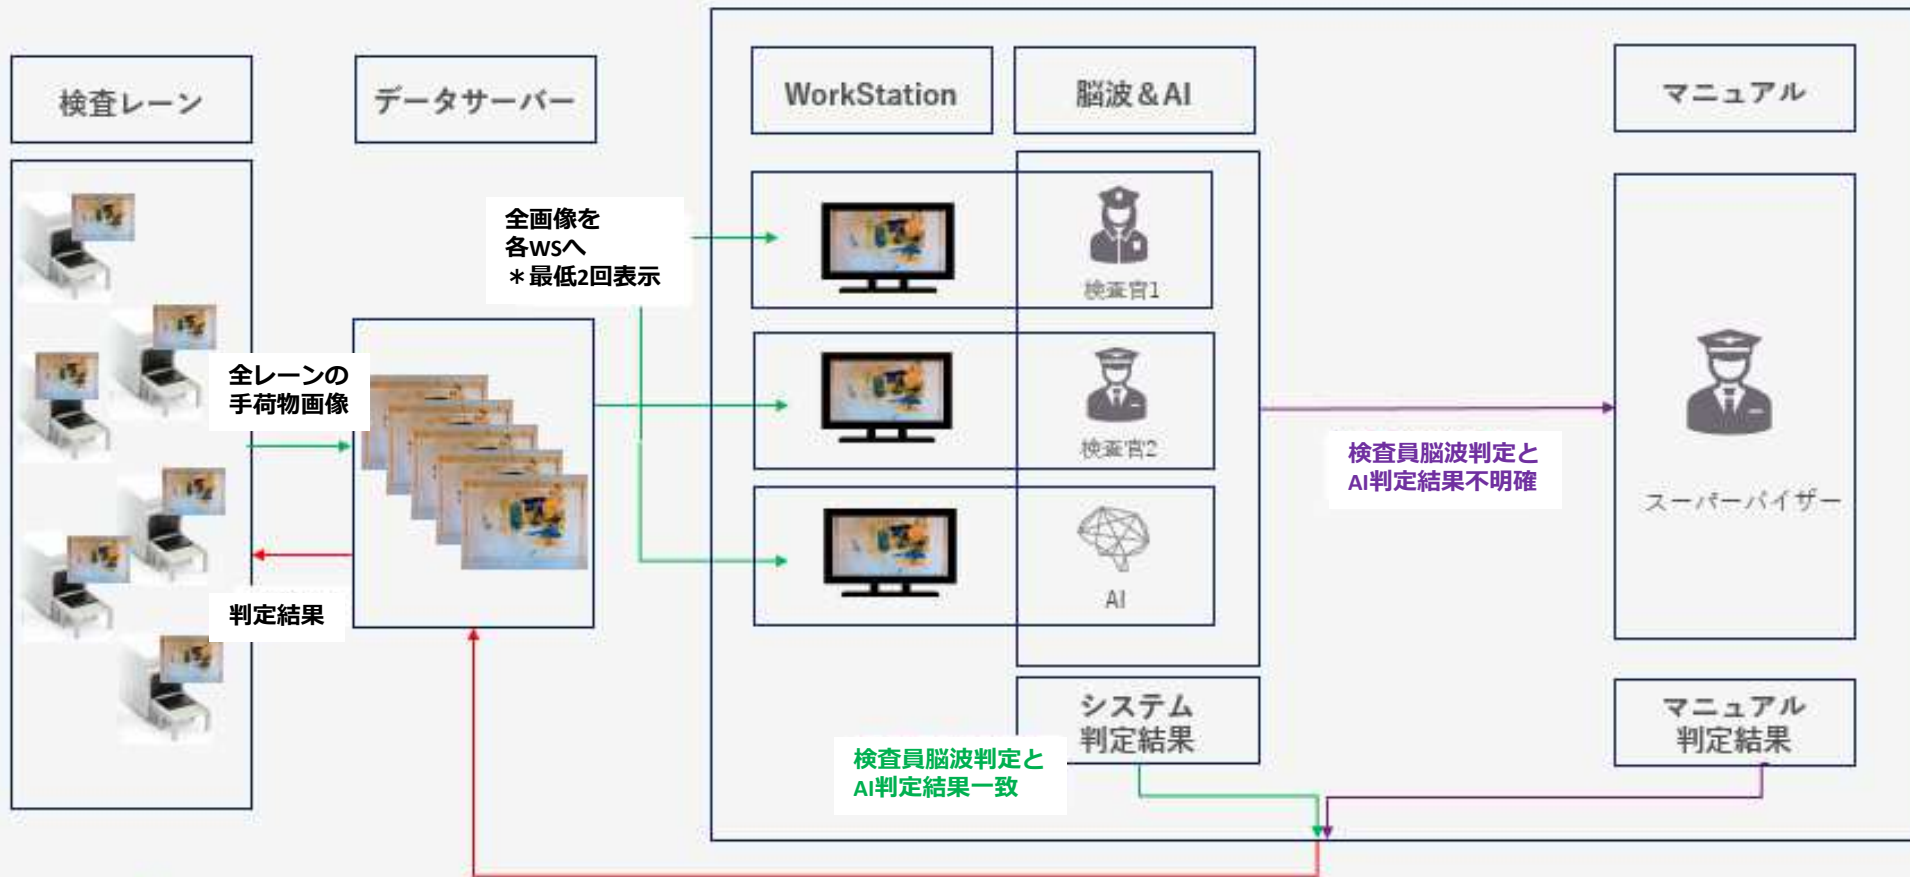 検査レーン
データサーバー
WorkStation
脳波＆AI
マニュアル
全画像を
各WSへ
＊最低2回表示
検査官1
全レーンの
手荷物画像
検査官2
検査員脳波判定と
AI判定結果不明確
スーパーバイザー
判定結果
AI
システム
判定結果
マニュアル
判定結果
検査員脳波判定と
AI判定結果一致